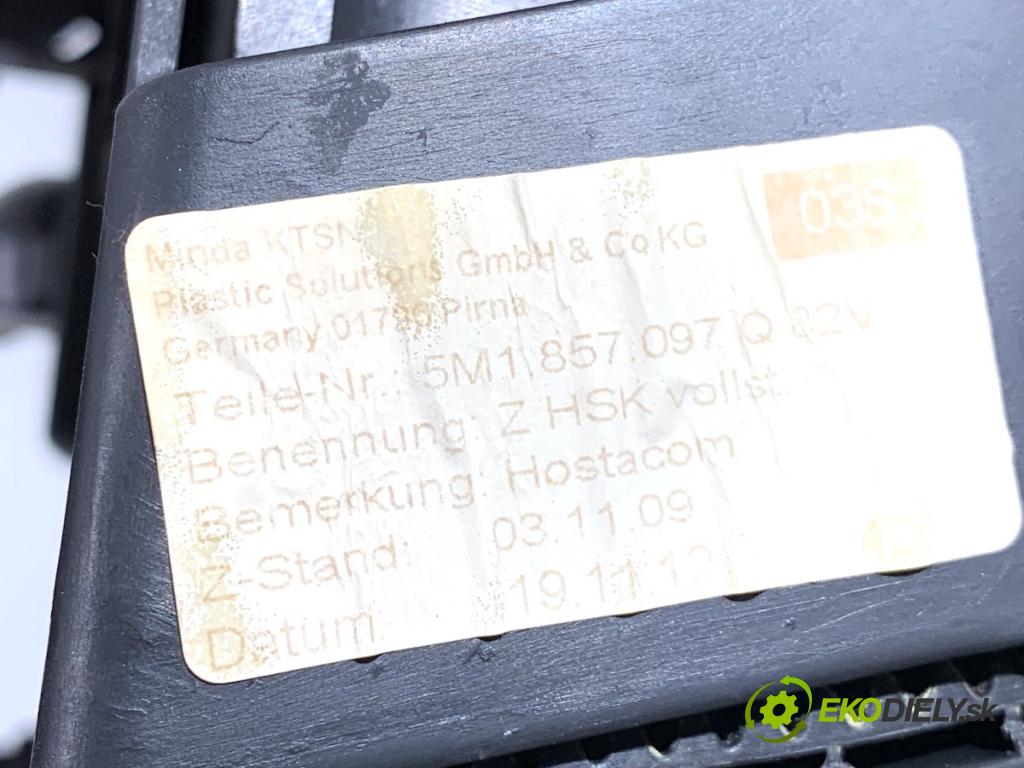 03S
Minda KTSN
Plastic Solutions GmbH & Co KG
Germany 01796 Pirna
Teile-Nr.: 5M1.857.097 Q 82V
Benennung: Z HSK vollst.
Bemerkung: Hostacom
Z-Stand: 03.11.09
Datum 19.11.12
EKODIELY.sk